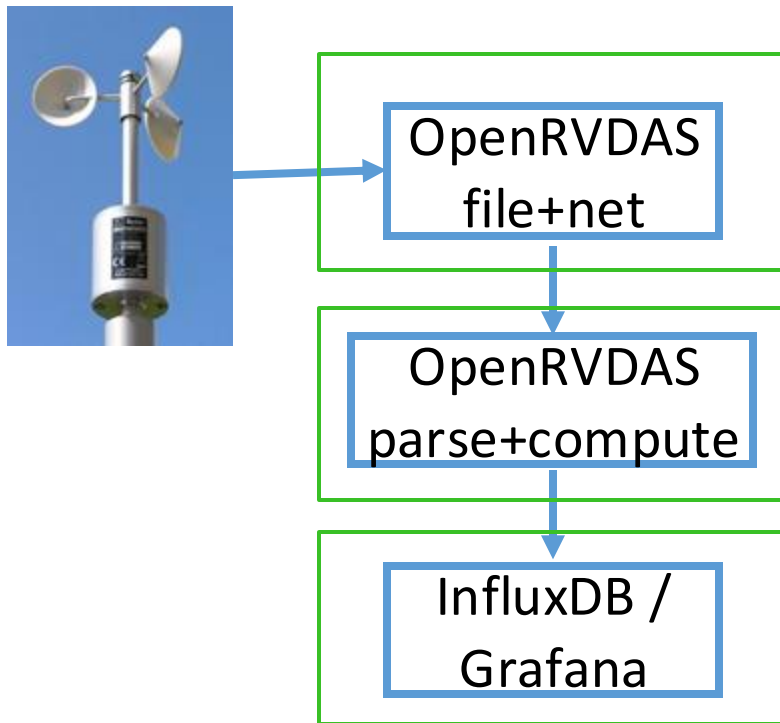 OpenRVDAS
file+net
OpenRVDAS
parse+compute
InfluxDB /
Grafana